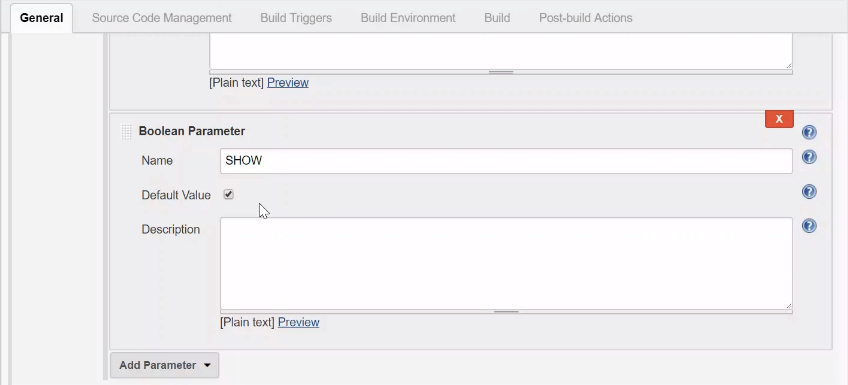 General Source Code Management Build Triggers Build Environment Build Post-build Actions
[Plain text] Preview
X
Boolean Parameter
Name SHOW
Default Value
Description
[Plain text] Preview
Add Parameter